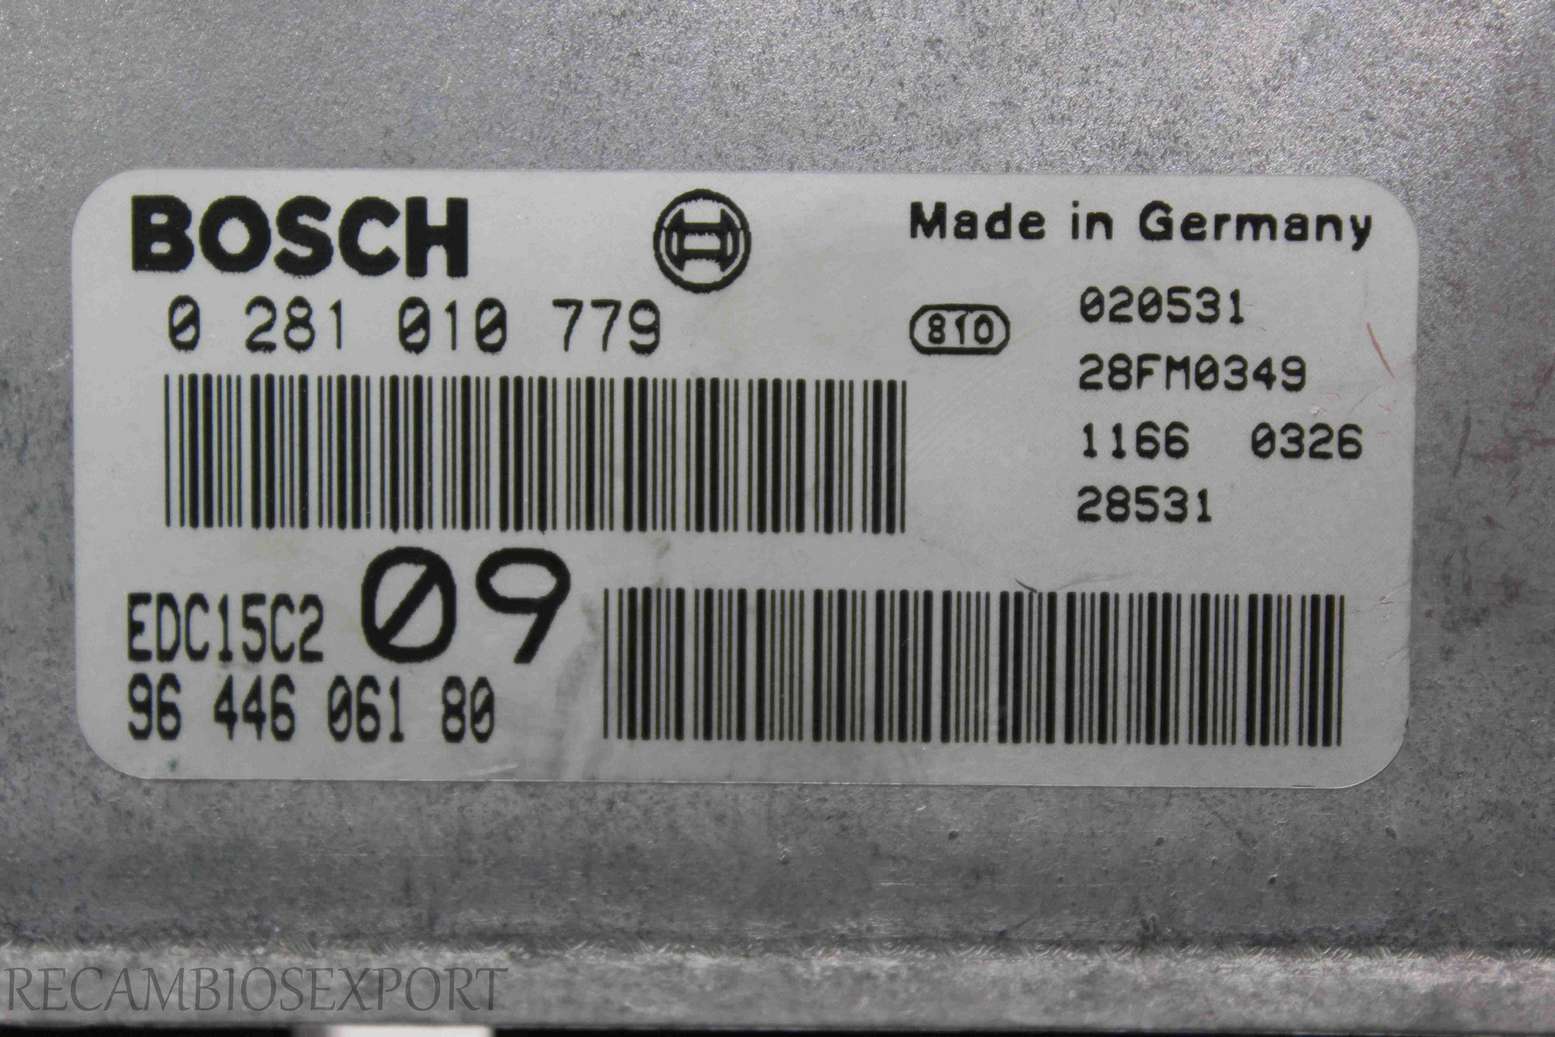 BOSCH
Made in Germany
0 281 010 779
810
020531
28FM0349
1166 0326
28531
EDC15C2 09
96 446 061 80
RECAMBIOSEXPORT